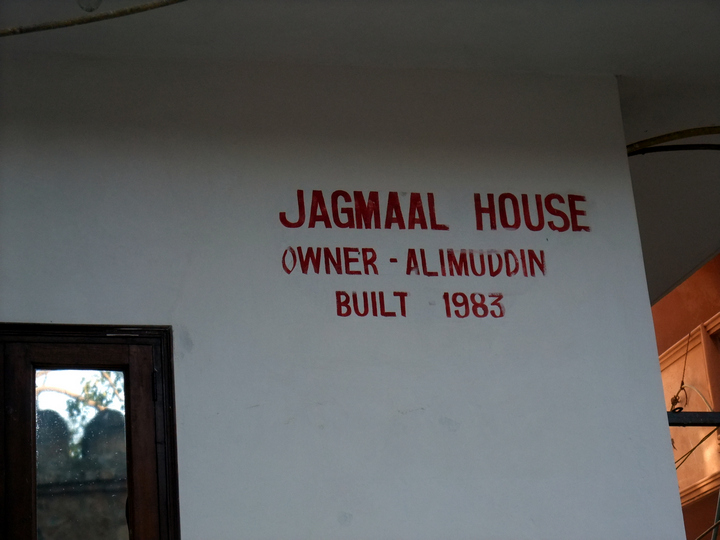 JAGMAAL HOUSE
OWNER - ALIMUDDIN
BUILT 1983